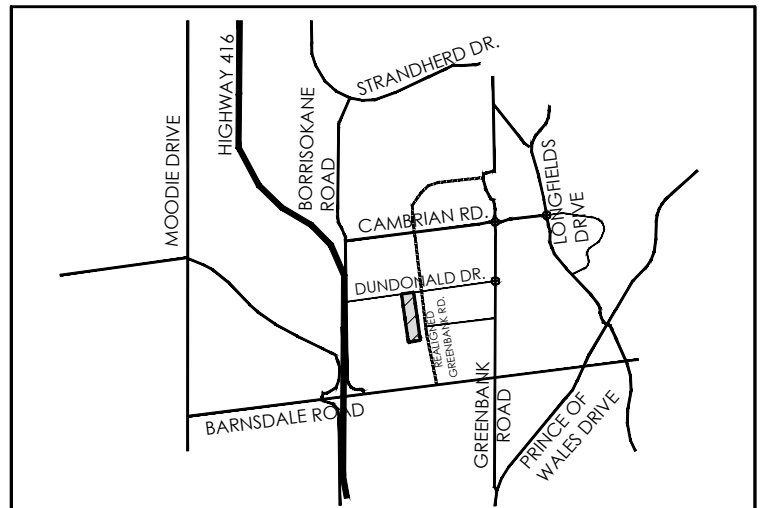 STRANDHERD DR.
HIGHWAY 416
BORRISOKANE
ROAD
MOODIE DRIVE
LONGFIELDS
DRIVE
CAMBRIAN RD.
DUNDONALD DR.
REALIGNED
GREENBANK RD.
BARNSDALE ROAD
GREENBANK
ROAD
PRINCE OF
WALES DRIVE